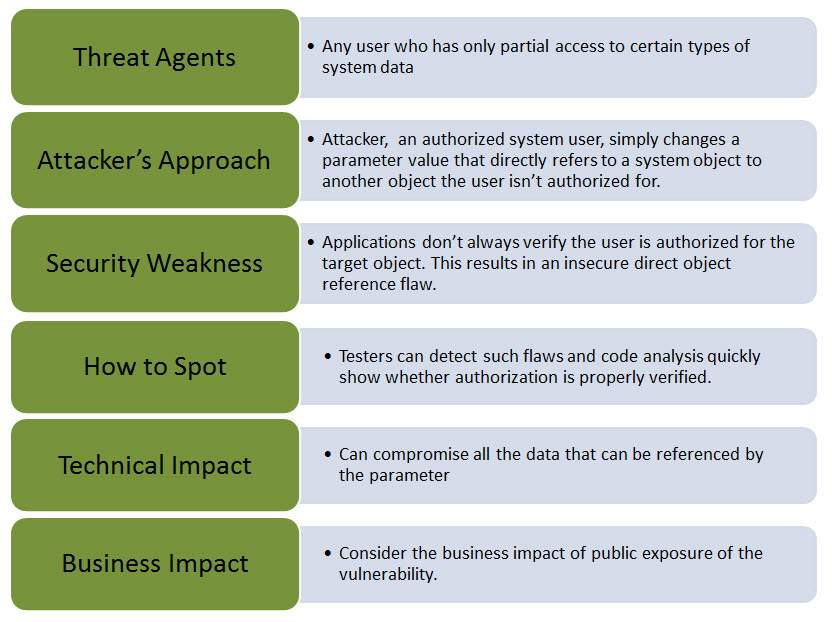 Threat Agents
• Any user who has only partial access to certain types of
system data
Attacker’s Approach
• Attacker,  an authorized system user, simply changes a
parameter value that directly refers to a system object to
another object the user isn’t authorized for.
Security Weakness
• Applications don’t always verify the user is authorized for the
target object. This results in an insecure direct object
reference flaw.
How to Spot
• Testers can detect such flaws and code analysis quickly
show whether authorization is properly verified.
Technical Impact
• Can compromise all the data that can be referenced by
the parameter
Business Impact
• Consider the business impact of public exposure of the
vulnerability.